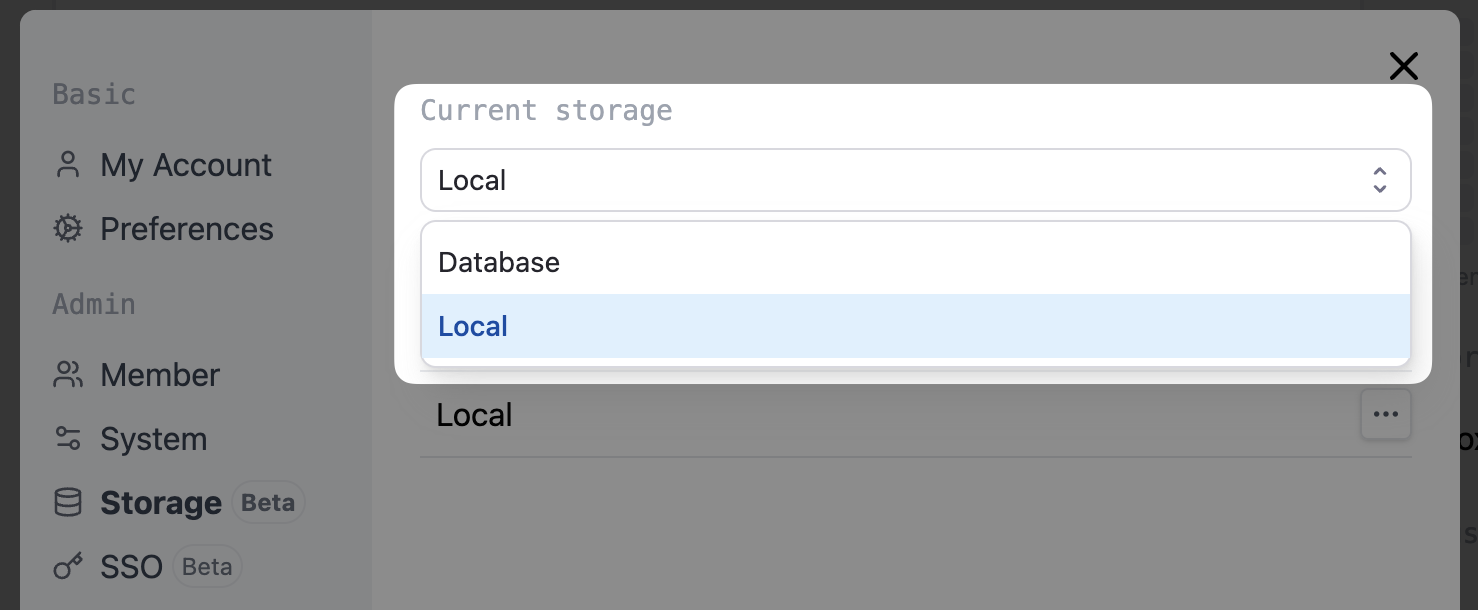 Basic
My Account
Preferences
Admin
Member
System
Storage Beta
SSO Beta
Current storage
Local
Database
Local
Local